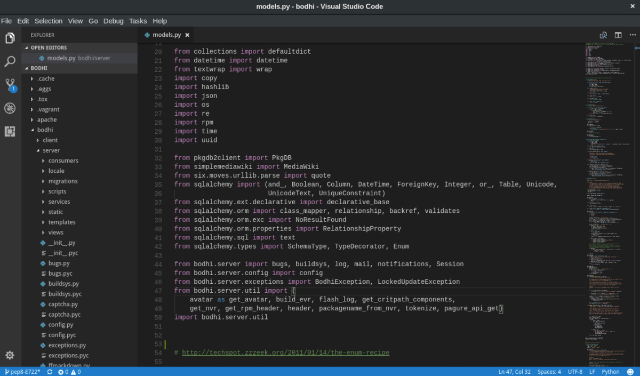 models.py - bodhi - Visual Studio Code
File Edit Selection View Go Debug Tasks Help
EXPLORER
OPEN EDITORS
models.py bodhi/server
BODHI
.cache
.eggs
.tox
.vagrant
apache
bodhi
client
server
consumers
locale
migrations
scripts
services
static
templates
views
__init__.py
__init__.pyc
bugs.py
bugs.pyc
buildsys.py
buildsys.pyc
captcha.py
captcha.pyc
config.py
config.pyc
exceptions.py
exceptions.pyc
ffmarkdown.py
models.py
20 from collections import defaultdict
21 from datetime import datetime
22 from textwrap import wrap
23 import copy
24 import hashlib
25 import json
26 import os
27 import re
28 import rpm
29 import time
30 import uuid
31
32 from pkgdb2client import PkgDB
33 from simplemediawiki import MediaWiki
34 from six.moves.urllib.parse import quote
35 from sqlalchemy import (and_, Boolean, Column, DateTime, ForeignKey, Integer, or_, Table, Unicode,
36 UnicodeText, UniqueConstraint)
37 from sqlalchemy.ext.declarative import declarative_base
38 from sqlalchemy.orm import class_mapper, relationship, backref, validates
39 from sqlalchemy.orm.exc import NoResultFound
40 from sqlalchemy.orm.properties import RelationshipProperty
41 from sqlalchemy.sql import text
42 from sqlalchemy.types import SchemaType, TypeDecorator, Enum
43
44 from bodhi.server import bugs, buildsys, log, mail, notifications, Session
45 from bodhi.server.config import config
46 from bodhi.server.exceptions import BodhiException, LockedUpdateException
47 from bodhi.server.util import (
48 avatar as get_avatar, build_evr, flash_log, get_critpath_components,
49 get_nvr, get_rpm_header, header, packagename_from_nvr, tokenize, pagure_api_get)
50 import bodhi.server.util
51
52
53
54 # http://techspot.zzzeek.org/2011/01/14/the-enum-recipe
55
pep8-E722* 0 0 Ln 47, Col 32 Spaces: 4 UTF-8 LF Python